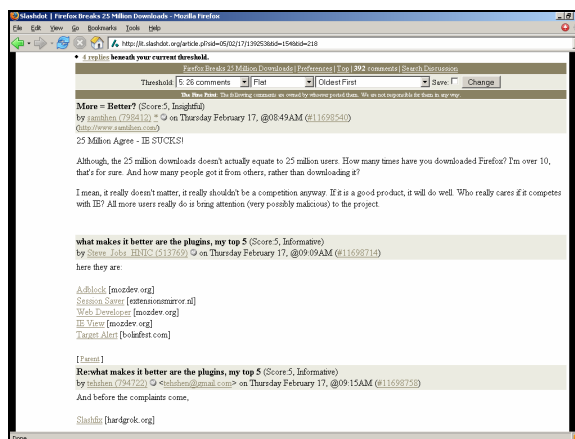 Slashdot | Firefox Breaks 25 Million Downloads - Mozilla Firefox
File Edit View Go Bookmarks Tools Help
http://it.slashdot.org/article.pl?sid=05/02/17/139253&tid=154&tid=218
4 replies beneath your current threshold.
Firefox Breaks 25 Million Downloads | Preferences | Top | 392 comments | Search Discussion
Threshold: 5: 26 comments Flat Oldest First Save: Change
The Fine Print: The following comments are owned by whoever posted them. We are not responsible for them in any way.
More = Better? (Score:5, Insightful)
by samtihen (798412) * on Thursday February 17, @08:49AM (#11698540)
(http://www.samtihen.com/)
25 Million Agree - IE SUCKS!
Although, the 25 million downloads doesn't actually equate to 25 million users. How many times have you downloaded Firefox? I'm over 10,
that's for sure. And how many people got it from others, rather than downloading it?
I mean, it really doesn't matter, it really shouldn't be a competition anyway. If it is a good product, it will do well. Who really cares if it competes
with IE? All more users really do is bring attention (very possibly malicious) to the project.
what makes it better are the plugins, my top 5 (Score:5, Informative)
by Steve Jobs HNIC (513769) on Thursday February 17, @09:09AM (#11698714)
here they are:
Adblock [mozdev.org]
Session Saver [extensionsmirror.nl]
Web Developer [mozdev.org]
IE View [mozdev.org]
Target Alert [bolinfest.com]
[ Parent ]
Re:what makes it better are the plugins, my top 5 (Score:5, Informative)
by tehshen (794722) <tehshen@gmail.com> on Thursday February 17, @09:15AM (#11698758)
And before the complaints come,
Slashfix [hardgrok.org]
Done